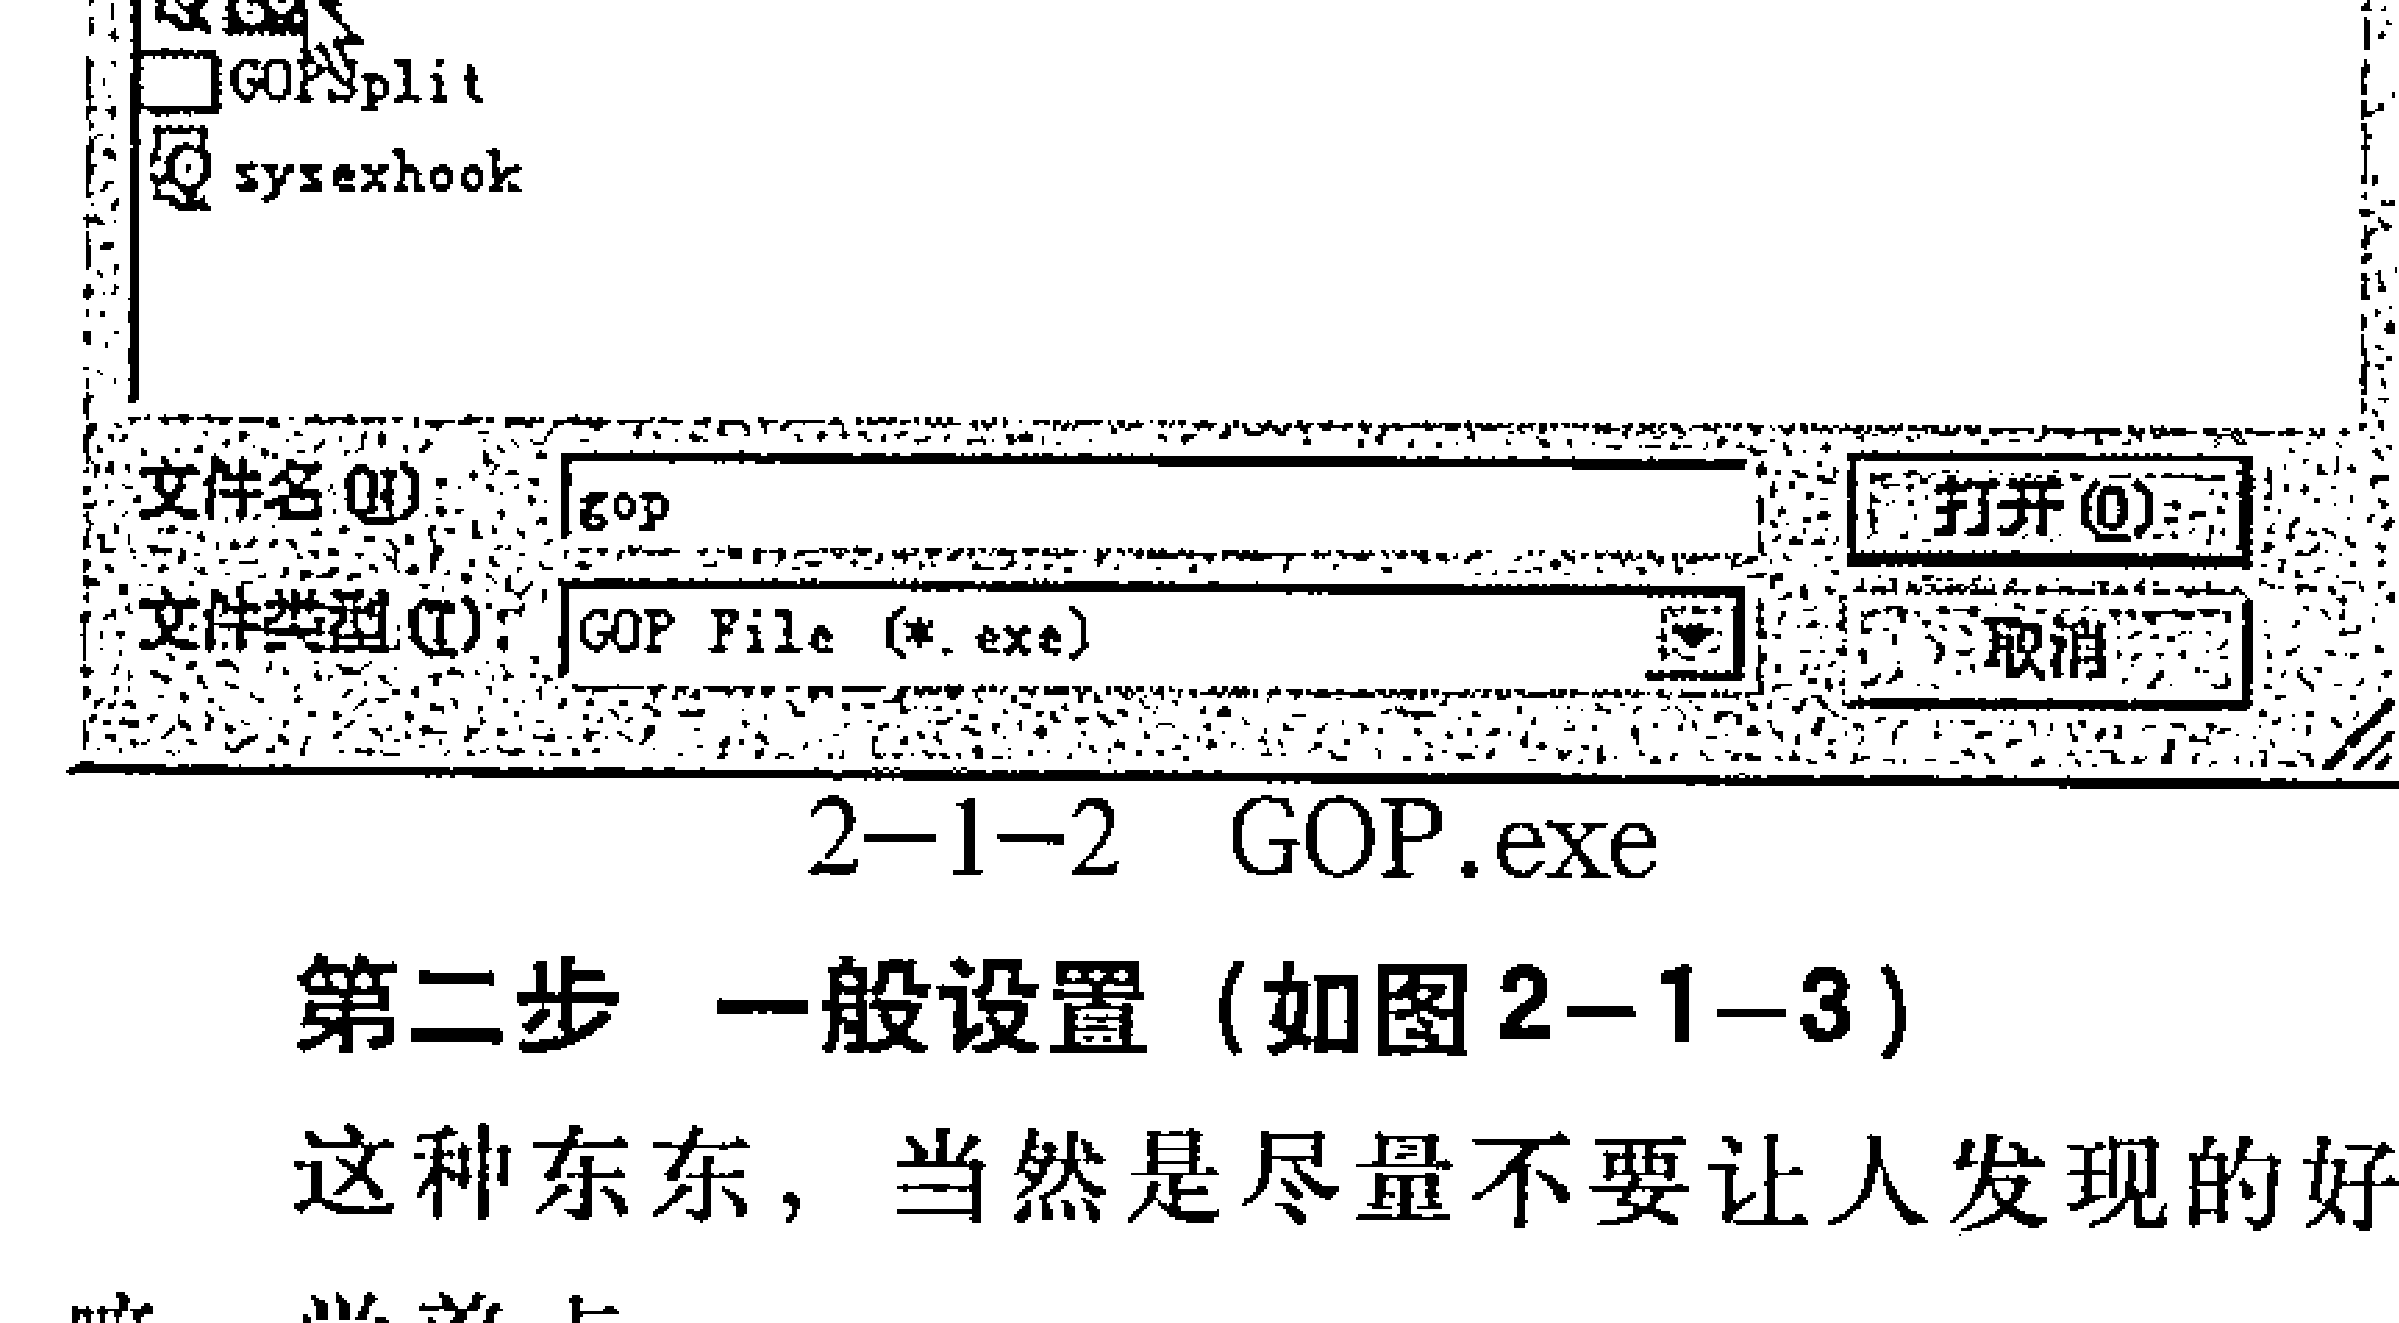 GOPSplit
sysexhook
文件名(N):
gop
打开(O)
文件类型(T):
GOP File (*.exe)
取消
2-1-2 GOP.exe
第二步 一般设置（如图2-1-3）
这种东东，当然是尽量不要让人发现的好